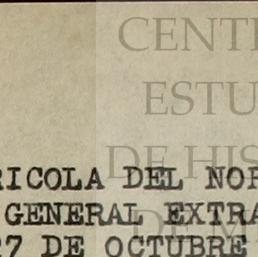 CENT
ESTU
DE HIS
RICOLA DEL NOR
GENERAL EXTRA
DE M
27 DE OCTUBRE